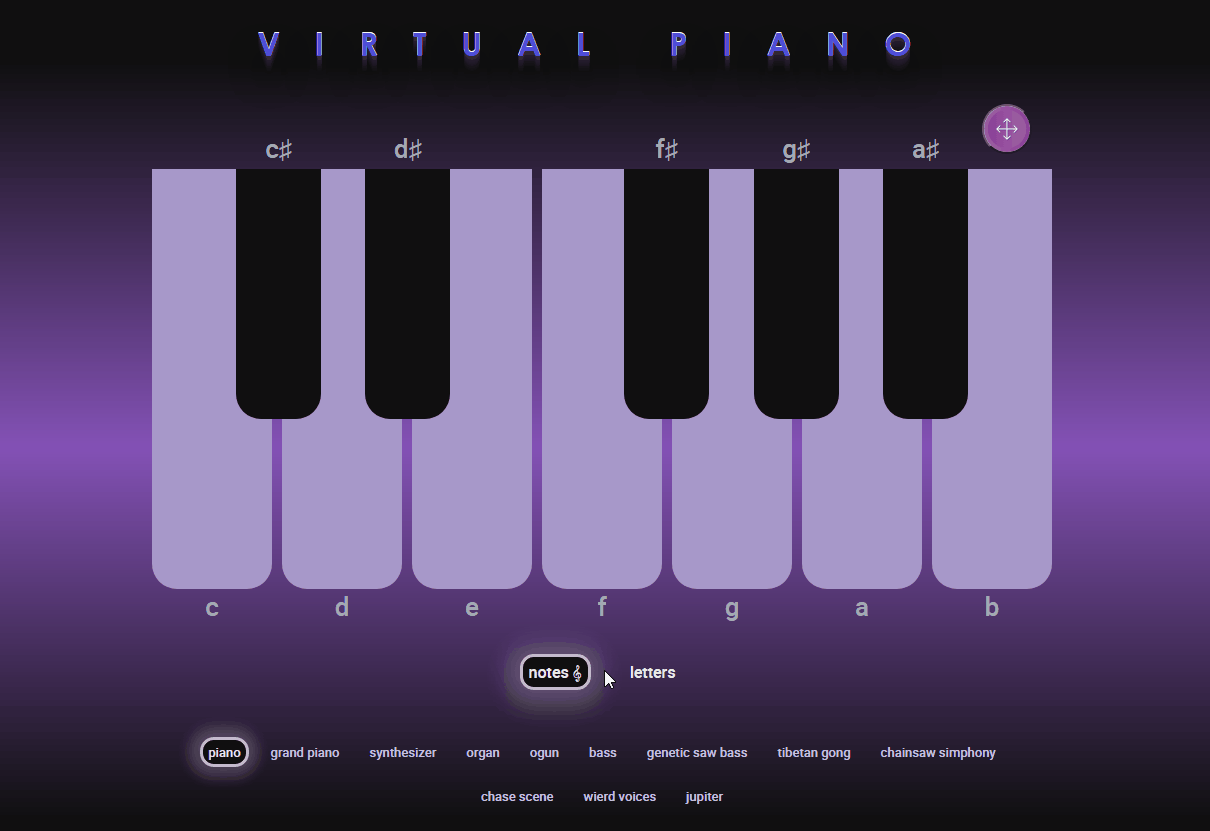 VIRTUAL PIANO
c♯ d♯ f♯ g♯ a♯
c d e f g a b
notes 𝄞 letters
piano grand piano synthesizer organ ogun bass genetic saw bass tibetan gong chainsaw simphony
chase scene wierd voices jupiter